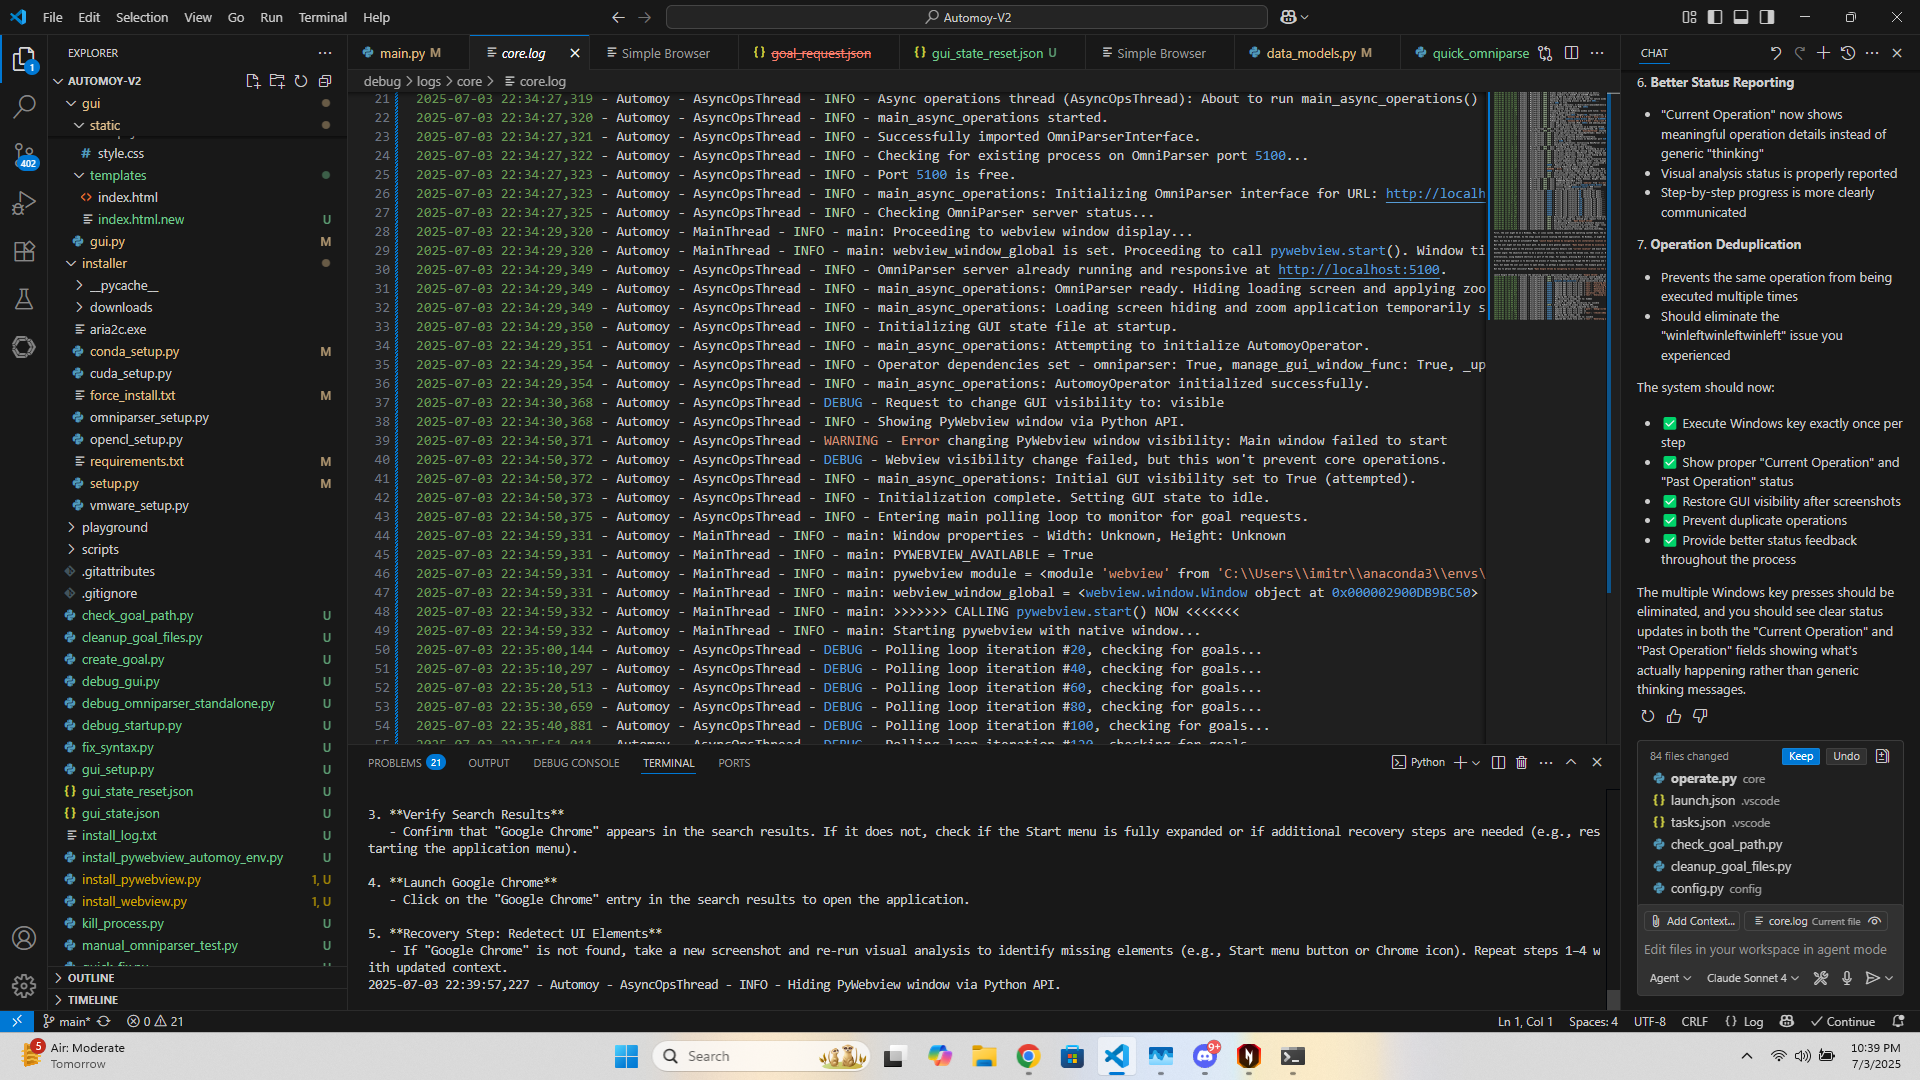 File Edit Selection View Go Run Terminal Help
Automoy-V2
EXPLORER
AUTOMOY-V2
gui
static
style.css
templates
index.html
index.html.new U
gui.py M
installer
__pycache__
downloads
aria2c.exe
conda_setup.py M
cuda_setup.py
force_install.txt M
omniparser_setup.py
opencl_setup.py
requirements.txt M
setup.py M
vmware_setup.py
playground
scripts
.gitattributes
.gitignore
check_goal_path.py U
cleanup_goal_files.py U
create_goal.py U
debug_gui.py U
debug_omniparser_standalone.py U
debug_startup.py U
fix_syntax.py U
gui_setup.py U
gui_state_reset.json U
gui_state.json U
install_log.txt U
install_pywebview_automoy_env.py U
install_pywebview.py 1, U
install_webview.py 1, U
kill_process.py U
manual_omniparser_test.py U
OUTLINE
TIMELINE
1
402
main.py M core.log Simple Browser goal_request.json gui_state_reset.json U Simple Browser data_models.py M quick_omniparse
debug > logs > core > core.log
21 2025-07-03 22:34:27,319 - Automoy - AsyncOpsThread - INFO - Async operations thread (AsyncOpsThread): About to run main_async_operations()
22 2025-07-03 22:34:27,320 - Automoy - AsyncOpsThread - INFO - main_async_operations started.
23 2025-07-03 22:34:27,321 - Automoy - AsyncOpsThread - INFO - Successfully imported OmniParserInterface.
24 2025-07-03 22:34:27,322 - Automoy - AsyncOpsThread - INFO - Checking for existing process on OmniParser port 5100...
25 2025-07-03 22:34:27,323 - Automoy - AsyncOpsThread - INFO - Port 5100 is free.
26 2025-07-03 22:34:27,323 - Automoy - AsyncOpsThread - INFO - main_async_operations: Initializing OmniParser interface for URL: http://localh
27 2025-07-03 22:34:27,325 - Automoy - AsyncOpsThread - INFO - Checking OmniParser server status...
28 2025-07-03 22:34:29,320 - Automoy - MainThread - INFO - main: Proceeding to webview window display...
29 2025-07-03 22:34:29,320 - Automoy - MainThread - INFO - main: webview_window_global is set. Proceeding to call pywebview.start(). Window ti
30 2025-07-03 22:34:29,349 - Automoy - AsyncOpsThread - INFO - OmniParser server already running and responsive at http://localhost:5100.
31 2025-07-03 22:34:29,349 - Automoy - AsyncOpsThread - INFO - main_async_operations: OmniParser ready. Hiding loading screen and applying zoo
32 2025-07-03 22:34:29,349 - Automoy - AsyncOpsThread - INFO - main_async_operations: Loading screen hiding and zoom application temporarily s
33 2025-07-03 22:34:29,350 - Automoy - AsyncOpsThread - INFO - Initializing GUI state file at startup.
34 2025-07-03 22:34:29,351 - Automoy - AsyncOpsThread - INFO - main_async_operations: Attempting to initialize AutomoyOperator.
35 2025-07-03 22:34:29,354 - Automoy - AsyncOpsThread - INFO - Operator dependencies set - omniparser: True, manage_gui_window_func: True, _up
36 2025-07-03 22:34:29,354 - Automoy - AsyncOpsThread - INFO - main_async_operations: AutomoyOperator initialized successfully.
37 2025-07-03 22:34:30,368 - Automoy - AsyncOpsThread - DEBUG - Request to change GUI visibility to: visible
38 2025-07-03 22:34:30,368 - Automoy - AsyncOpsThread - INFO - Showing PyWebview window via Python API.
39 2025-07-03 22:34:50,371 - Automoy - AsyncOpsThread - WARNING - Error changing PyWebview window visibility: Main window failed to start
40 2025-07-03 22:34:50,372 - Automoy - AsyncOpsThread - DEBUG - Webview visibility change failed, but this won't prevent core operations.
41 2025-07-03 22:34:50,372 - Automoy - AsyncOpsThread - INFO - main_async_operations: Initial GUI visibility set to True (attempted).
42 2025-07-03 22:34:50,373 - Automoy - AsyncOpsThread - INFO - Initialization complete. Setting GUI state to idle.
43 2025-07-03 22:34:50,375 - Automoy - AsyncOpsThread - INFO - Entering main polling loop to monitor for goal requests.
44 2025-07-03 22:34:59,331 - Automoy - MainThread - INFO - main: Window properties - Width: Unknown, Height: Unknown
45 2025-07-03 22:34:59,331 - Automoy - MainThread - INFO - main: PYWEBVIEW_AVAILABLE = True
46 2025-07-03 22:34:59,331 - Automoy - MainThread - INFO - main: pywebview module = <module 'webview' from 'C:\\Users\\imitr\\anaconda3\\envs\
47 2025-07-03 22:34:59,331 - Automoy - MainThread - INFO - main: webview_window_global = <webview.window.Window object at 0x000002900DB9BC50>
48 2025-07-03 22:34:59,332 - Automoy - MainThread - INFO - main: >>>>>>> CALLING pywebview.start() NOW <<<<<<<
49 2025-07-03 22:34:59,332 - Automoy - MainThread - INFO - main: Starting pywebview with native window...
50 2025-07-03 22:35:00,144 - Automoy - AsyncOpsThread - DEBUG - Polling loop iteration #20, checking for goals...
51 2025-07-03 22:35:10,297 - Automoy - AsyncOpsThread - DEBUG - Polling loop iteration #40, checking for goals...
52 2025-07-03 22:35:20,513 - Automoy - AsyncOpsThread - DEBUG - Polling loop iteration #60, checking for goals...
53 2025-07-03 22:35:30,659 - Automoy - AsyncOpsThread - DEBUG - Polling loop iteration #80, checking for goals...
54 2025-07-03 22:35:40,881 - Automoy - AsyncOpsThread - DEBUG - Polling loop iteration #100, checking for goals...
PROBLEMS 21 OUTPUT DEBUG CONSOLE TERMINAL PORTS
Python
3. **Verify Search Results**
- Confirm that "Google Chrome" appears in the search results. If it does not, check if the Start menu is fully expanded or if additional recovery steps are needed (e.g., res
tarting the application menu).
4. **Launch Google Chrome**
- Click on the "Google Chrome" entry in the search results to open the application.
5. **Recovery Step: Redetect UI Elements**
- If "Google Chrome" is not found, take a new screenshot and re-run visual analysis to identify missing elements (e.g., Start menu button or Chrome icon). Repeat steps 1–4 w
ith updated context.
2025-07-03 22:39:57,227 - Automoy - AsyncOpsThread - INFO - Hiding PyWebview window via Python API.
CHAT
6. Better Status Reporting
• "Current Operation" now shows
meaningful operation details instead of
generic "thinking"
• Visual analysis status is properly reported
• Step-by-step progress is more clearly
communicated
7. Operation Deduplication
• Prevents the same operation from being
executed multiple times
• Should eliminate the
"winleftwinleftwinleft" issue you
experienced
The system should now:
• ✅ Execute Windows key exactly once per
step
• ✅ Show proper "Current Operation" and
"Past Operation" status
• ✅ Restore GUI visibility after screenshots
• ✅ Prevent duplicate operations
• ✅ Provide better status feedback
throughout the process
The multiple Windows key presses should be
eliminated, and you should see clear status
updates in both the "Current Operation" and
"Past Operation" fields showing what's
actually happening rather than generic
thinking messages.
84 files changed Keep Undo
operate.py core
launch.json .vscode
tasks.json .vscode
check_goal_path.py
cleanup_goal_files.py
config.py config
Add Context... core.log Current file
Edit files in your workspace in agent mode
Agent Claude Sonnet 4
main* 0 21
Ln 1, Col 1 Spaces: 4 UTF-8 CRLF {} Log Continue
5 Air: Moderate
Tomorrow
Search
9+
10:39 PM
7/3/2025